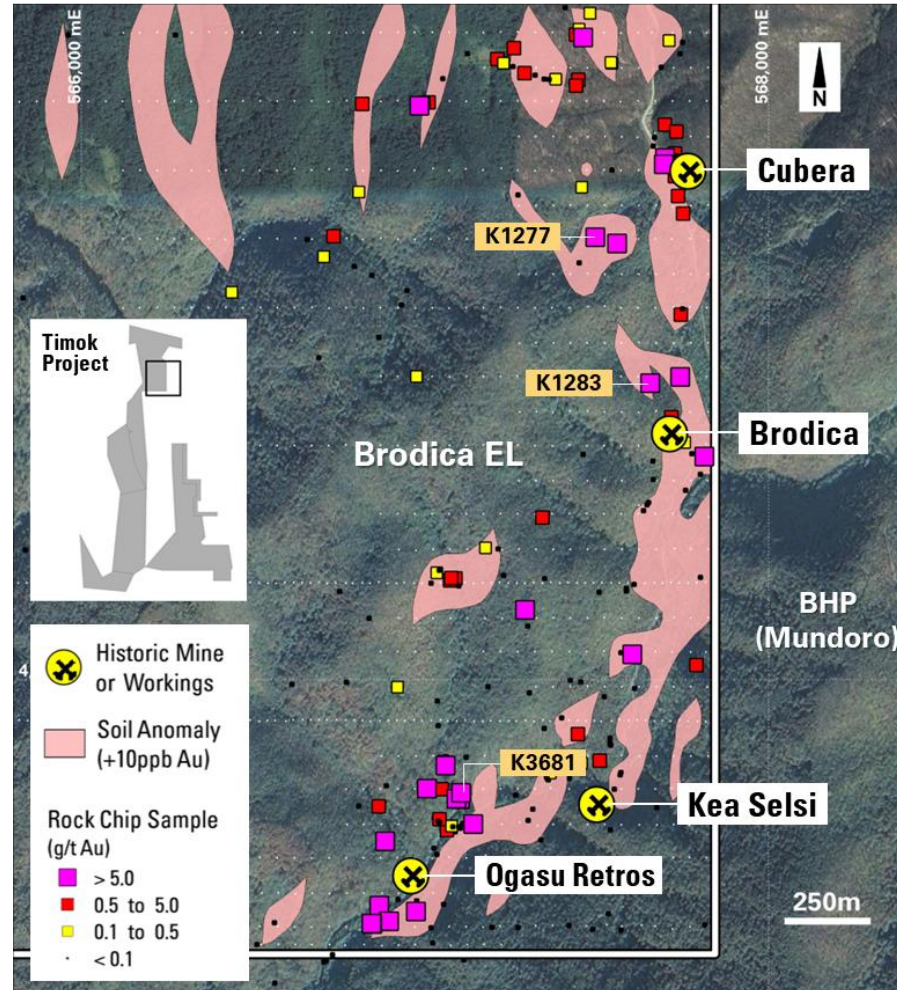 566,000 mE
568,000 mE
N
Cubera
K1277
Timok
Project
K1283
Brodica
Brodica EL
BHP
(Mundoro)
4
Historic Mine
or Workings
Soil Anomaly
(+10ppb Au)
K3681
Kea Selsi
Rock Chip Sample
(g/t Au)
> 5.0
0.5 to 5.0
0.1 to 0.5
< 0.1
Ogasu Retros
250m